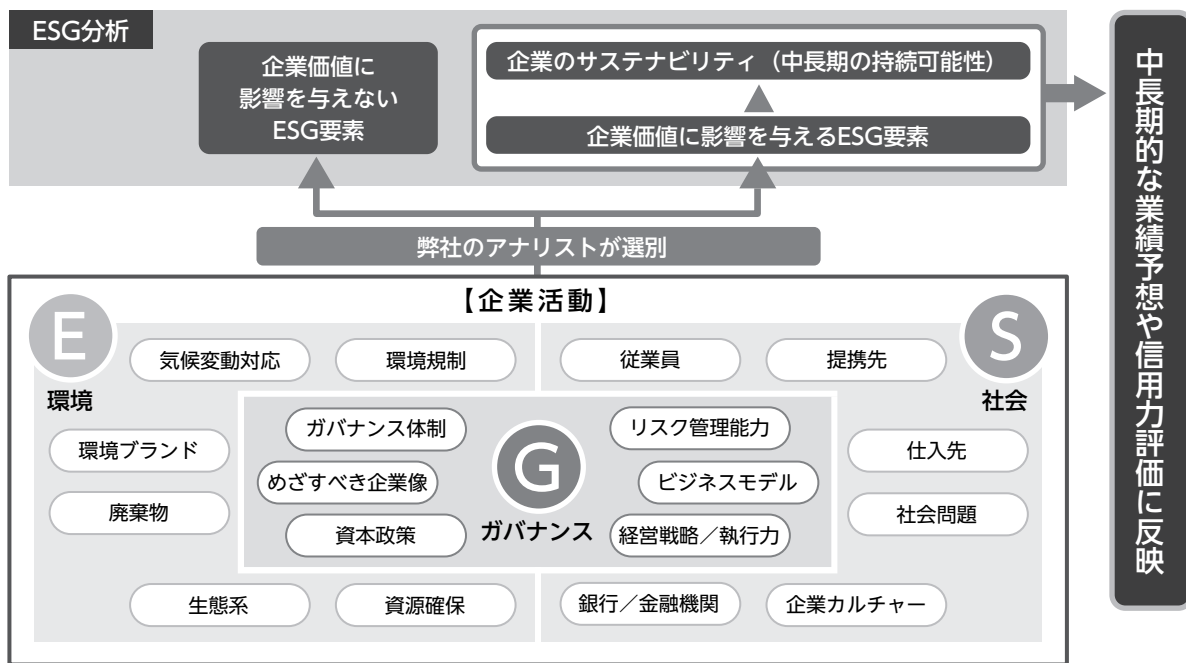 ESG分析
企業価値に
影響を与えない
ESG要素
企業のサステナビリティ（中長期の持続可能性）
企業価値に影響を与えるESG要素
中長期的な業績予想や信用力評価に反映
弊社のアナリストが選別
【企業活動】
E
環境
気候変動対応
環境規制
環境ブランド
廃棄物
生態系
資源確保
S
社会
従業員
提携先
仕入先
社会問題
銀行／金融機関
企業カルチャー
G
ガバナンス
ガバナンス体制
めざすべき企業像
資本政策
リスク管理能力
ビジネスモデル
経営戦略／執行力